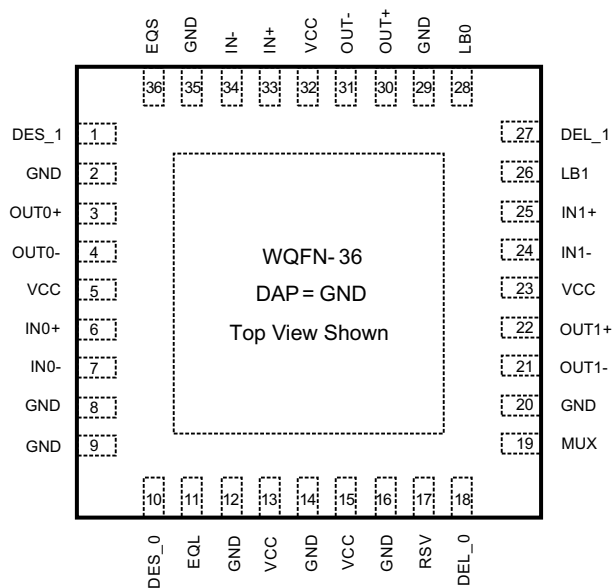 EQS GND IN- IN+ VCC OUT- OUT+ GND LB0
36 35 34 33 32 31 30 29 28
DES_1 1
GND 2
OUT0+ 3
OUT0- 4
VCC 5
IN0+ 6
IN0- 7
GND 8
GND 9
WQFN- 36
DAP = GND
Top View Shown
27 DEL_1
26 LB1
25 IN1+
24 IN1-
23 VCC
22 OUT1+
21 OUT1-
20 GND
19 MUX
10 11 12 13 14 15 16 17 18
DES_0 EQL GND VCC GND VCC GND RSV DEL_0